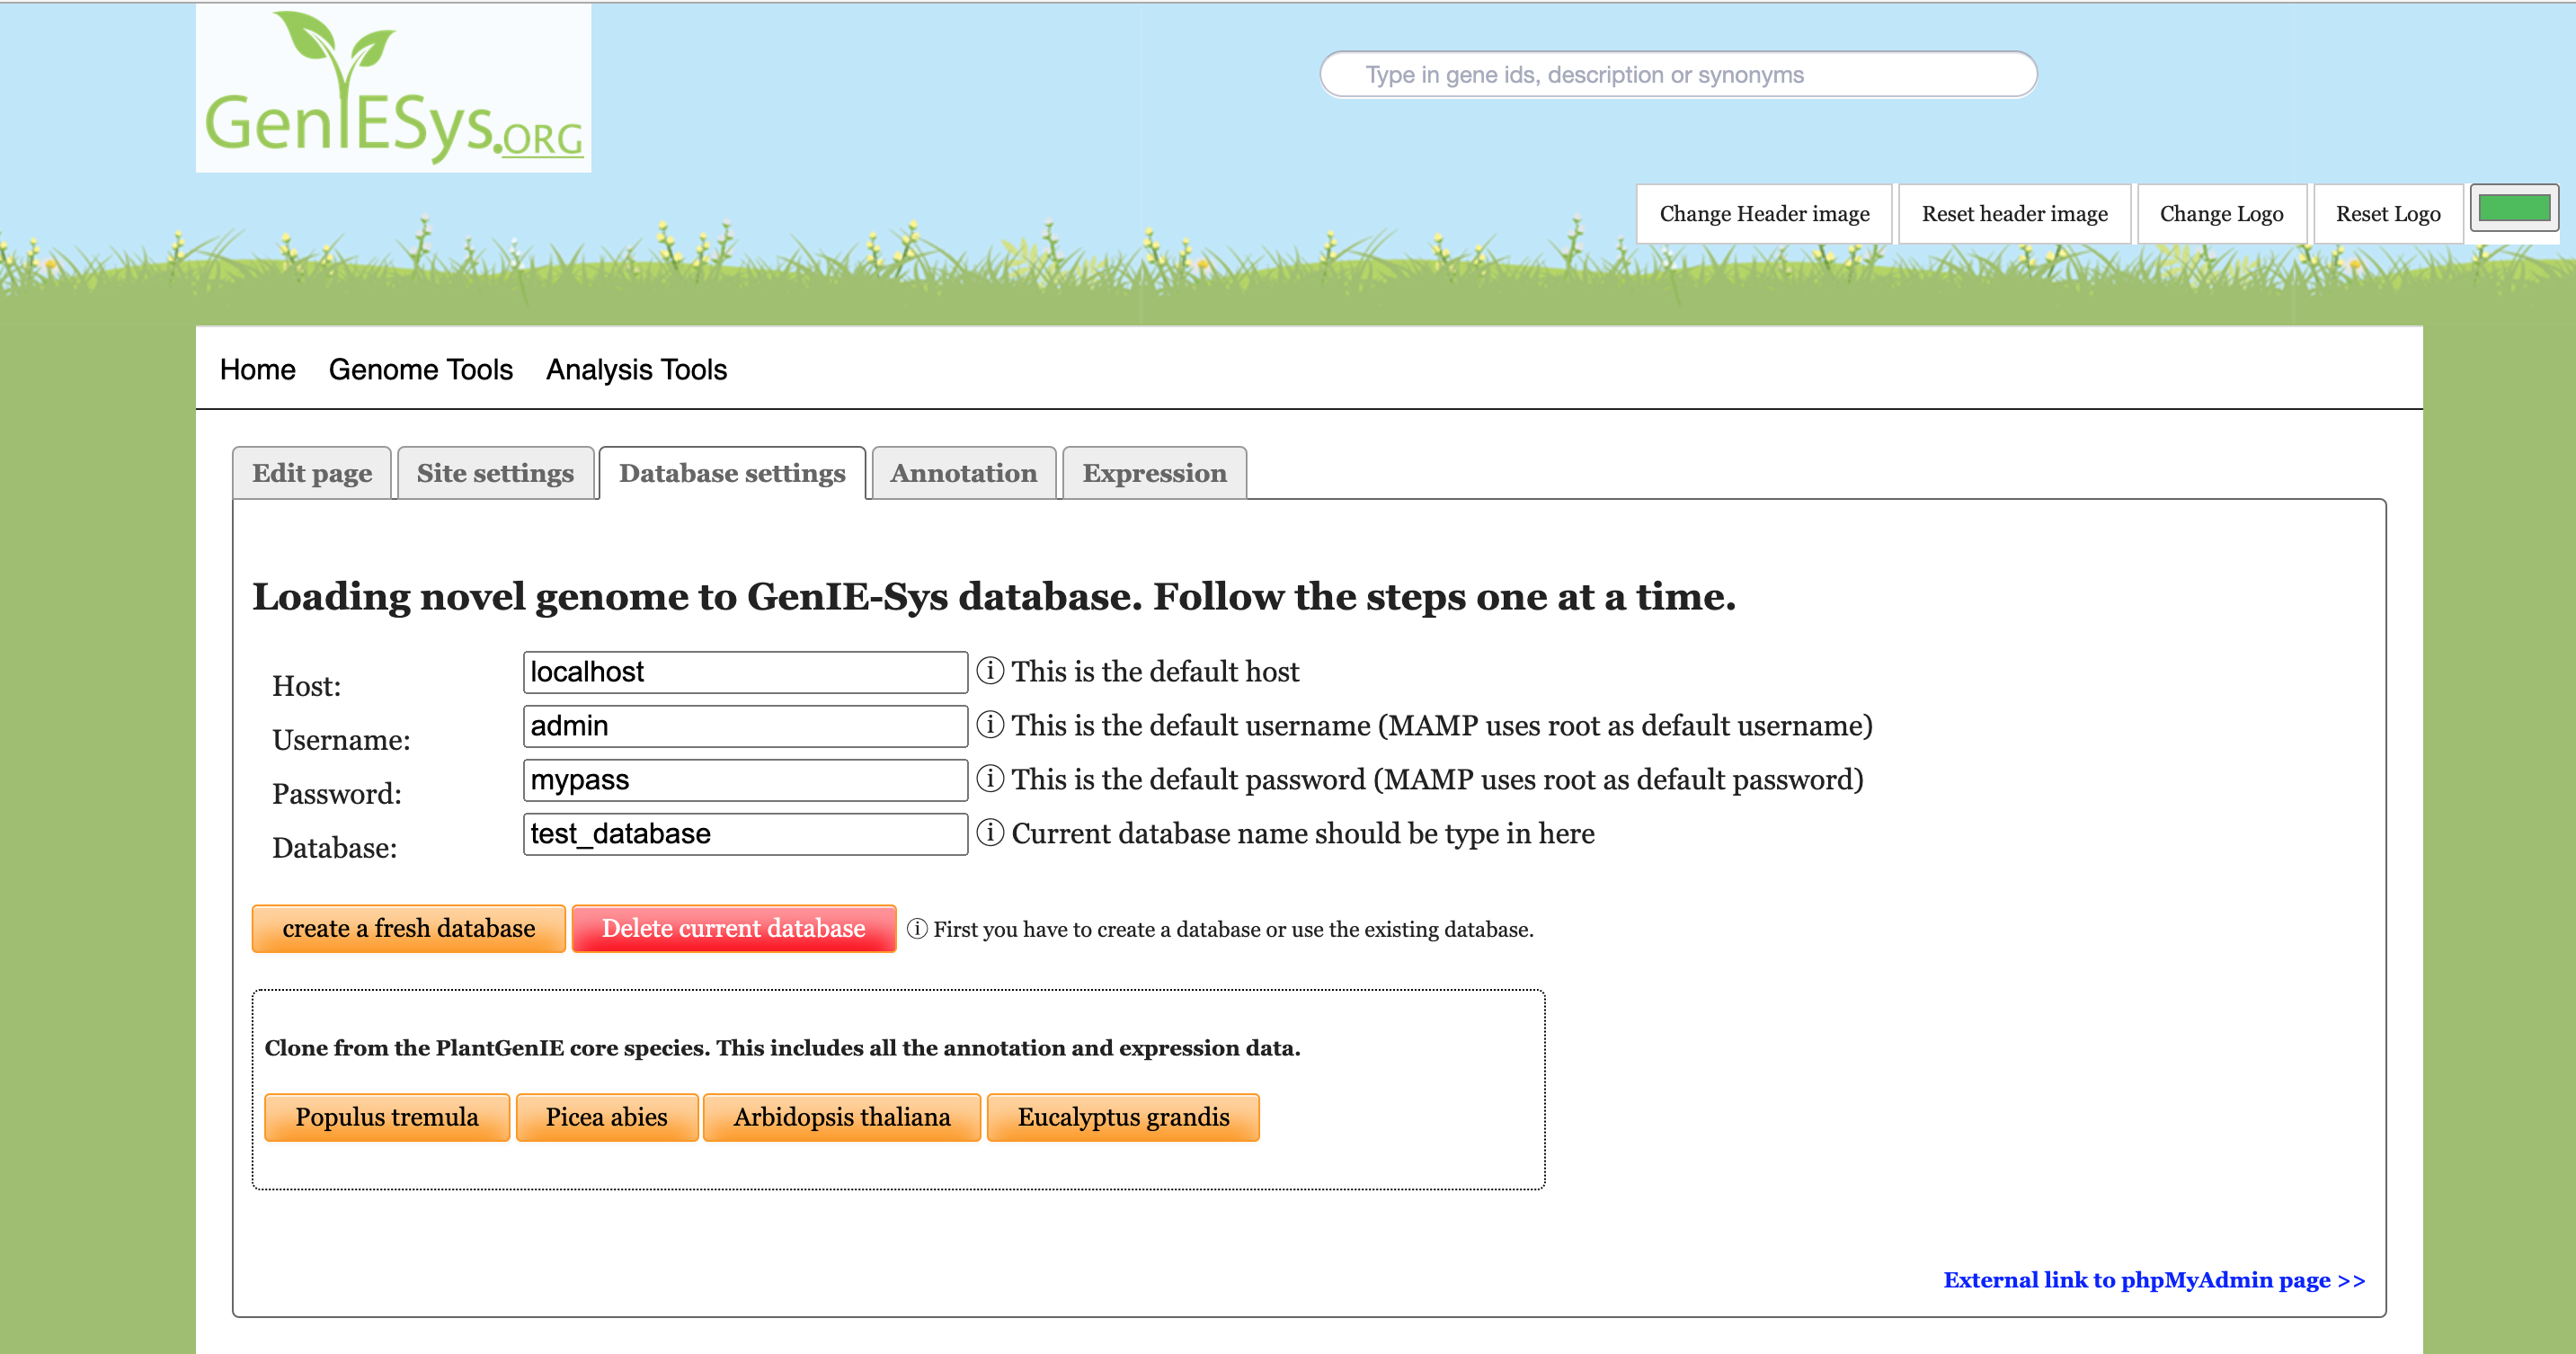 GenIESys.ORG
Type in gene ids, description or synonyms
Change Header image
Reset header image
Change Logo
Reset Logo
Home
Genome Tools
Analysis Tools
Edit page
Site settings
Database settings
Annotation
Expression
Loading novel genome to GenIE-Sys database. Follow the steps one at a time.
Host: localhost ⓘ This is the default host
Username: admin ⓘ This is the default username (MAMP uses root as default username)
Password: mypass ⓘ This is the default password (MAMP uses root as default password)
Database: test_database ⓘ Current database name should be type in here
create a fresh database
Delete current database
ⓘ First you have to create a database or use the existing database.
Clone from the PlantGenIE core species. This includes all the annotation and expression data.
Populus tremula
Picea abies
Arbidopsis thaliana
Eucalyptus grandis
External link to phpMyAdmin page >>